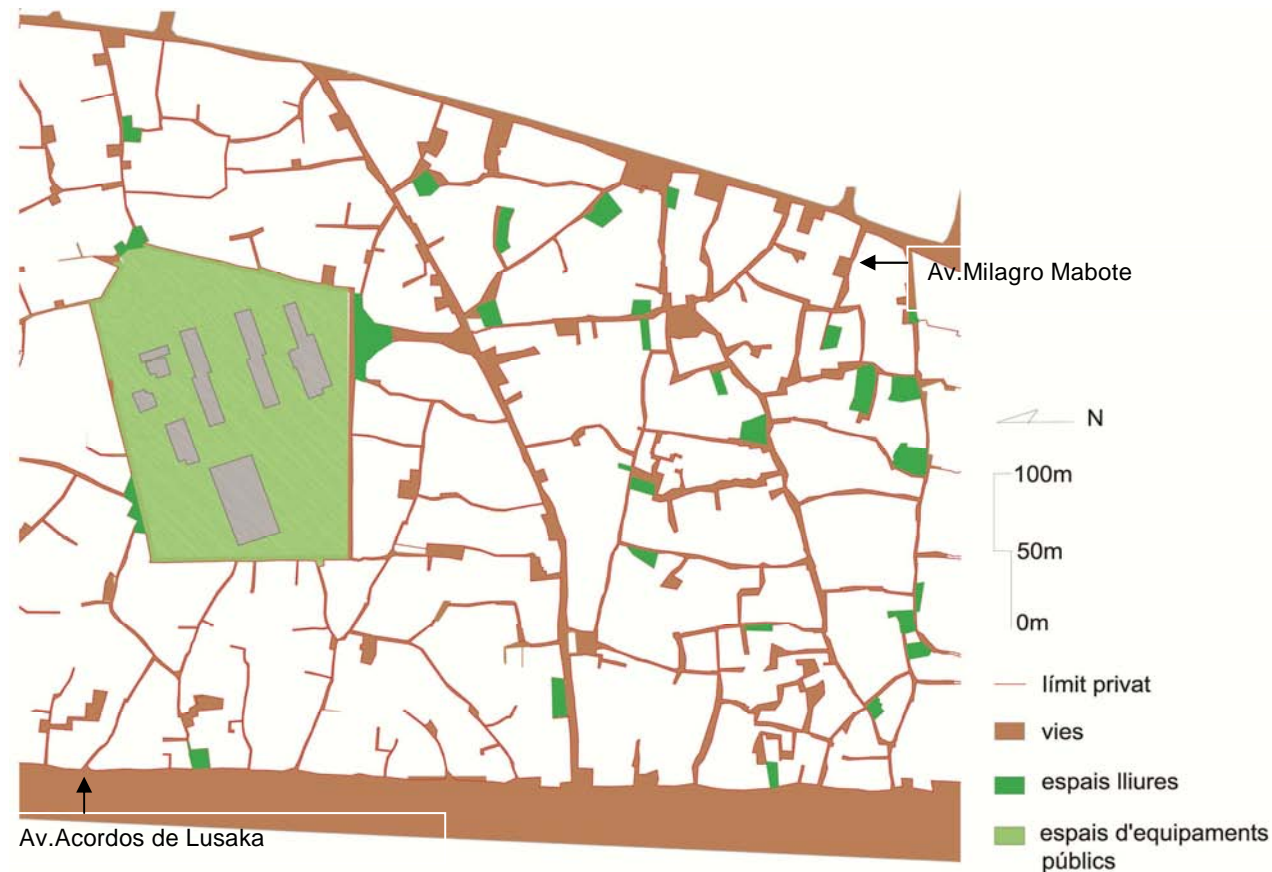 Av.Milagro Mabote
N
100m
50m
0m
límit privat
vies
espais lliures
espais d'equipaments
públics
Av.Acordos de Lusaka